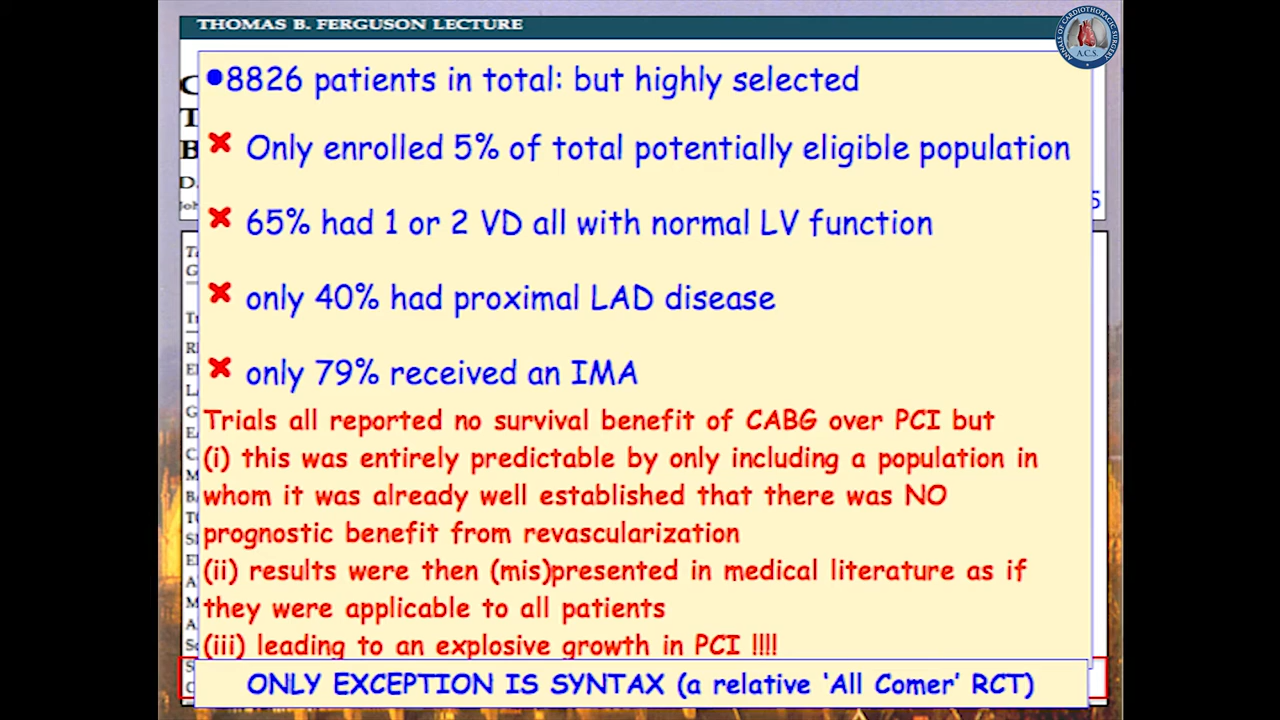 THOMAS B. FERGUSON LECTURE
ANNALS OF CARDIOTHORACIC SURGERY
A.C.S
•8826 patients in total: but highly selected
Only enrolled 5% of total potentially eligible population
65% had 1 or 2 VD all with normal LV function
only 40% had proximal LAD disease
only 79% received an IMA
Trials all reported no survival benefit of CABG over PCI but
(i) this was entirely predictable by only including a population in
whom it was already well established that there was NO
prognostic benefit from revascularization
(ii) results were then (mis)presented in medical literature as if
they were applicable to all patients
(iii) leading to an explosive growth in PCI !!!!
ONLY EXCEPTION IS SYNTAX (a relative ‘All Comer’ RCT)